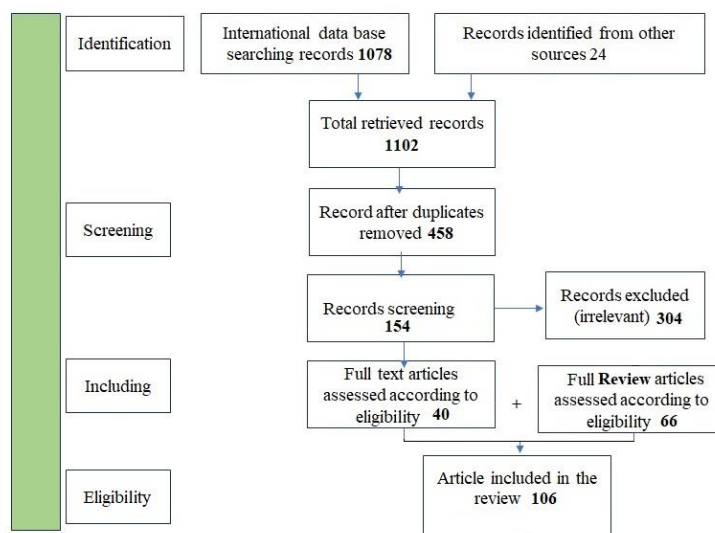 Identification
International data base
searching records 1078
Records identified from other
sources 24
Total retrieved records
1102
Screening
Record after duplicates
removed 458
Records screening
154
Records excluded
(irrelevant) 304
Including
Full text articles
assessed according to
eligibility 40
+
Full Review articles
assessed according to
eligibility 66
Eligibility
Article included in the
review 106